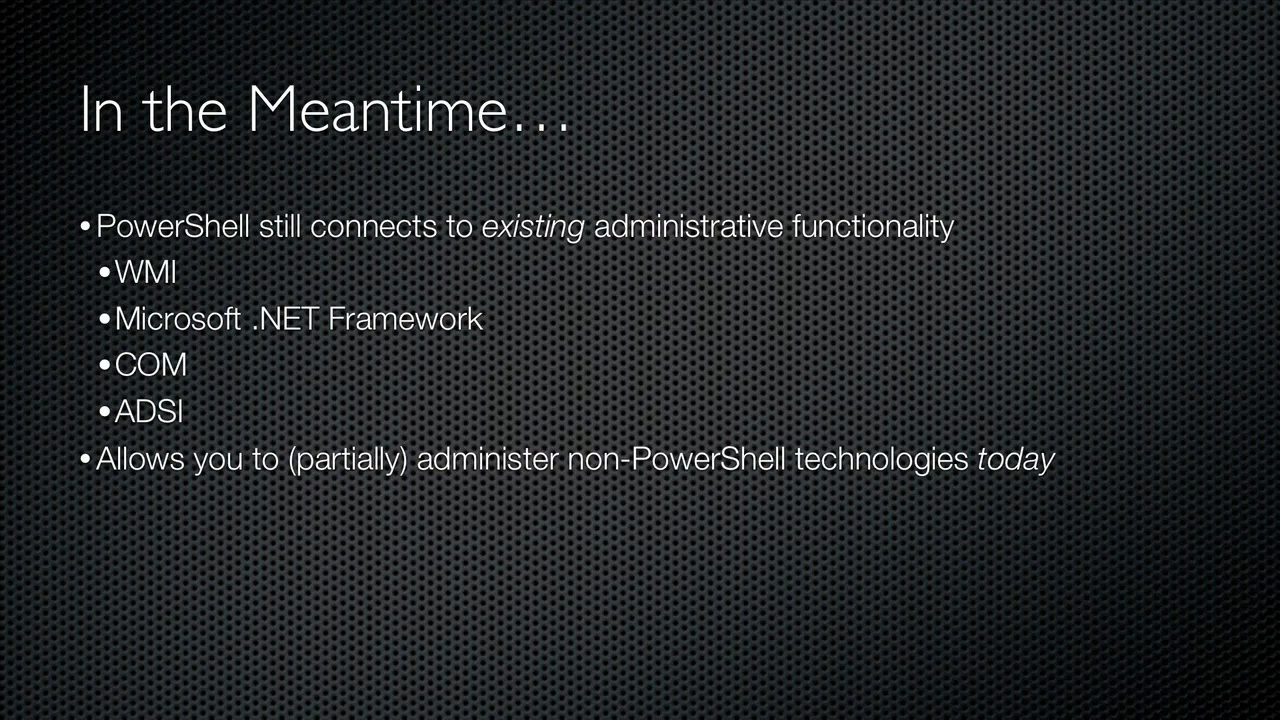 In the Meantime…
• PowerShell still connects to existing administrative functionality
• WMI
• Microsoft .NET Framework
• COM
• ADSI
• Allows you to (partially) administer non-PowerShell technologies today